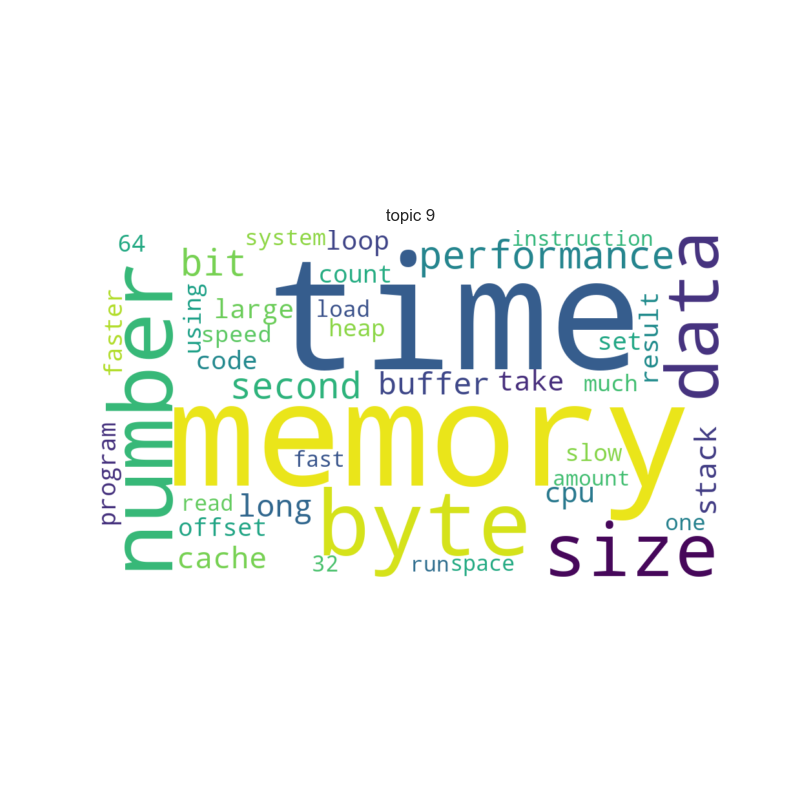 topic 9
64
system
loop
instruction
bit
performance
count
time
data
number
faster
using
large
load
speed
heap
set
result
code
second
buffer
take
much
memory
program
fast
slow
stack
amount
read
long
byte
cpu
offset
one
size
cache
32
run
space